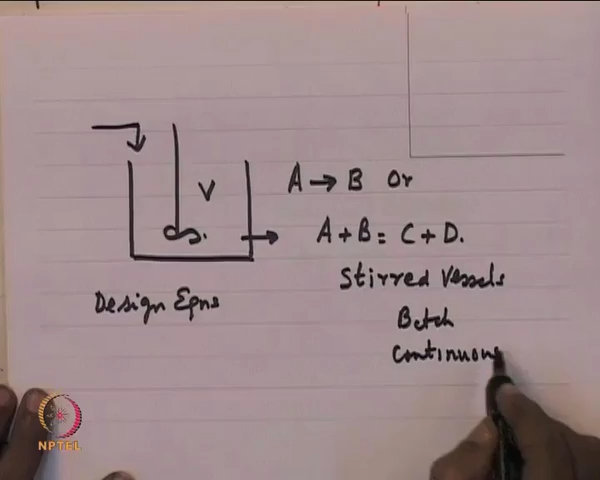 V
A → B Or
A + B = C + D.
Stirred Vessels
Design Eqns
Batch
Continuous
NPTEL